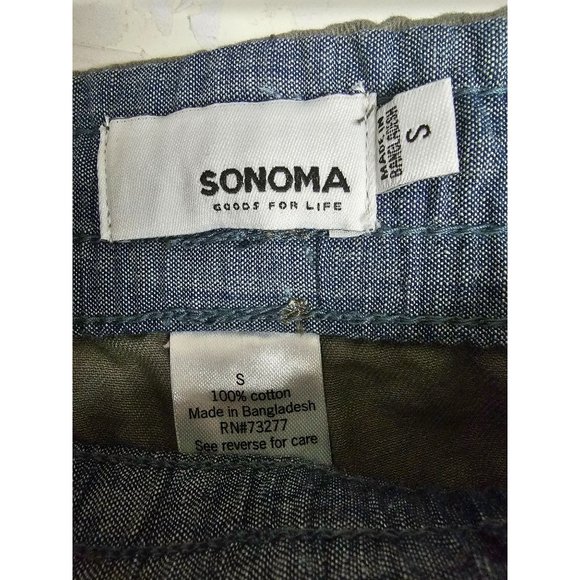 SONOMA
GOODS FOR LIFE
MADE IN
BANGLADESH
S
S
100% cotton
Made in Bangladesh
RN#73277
See reverse for care